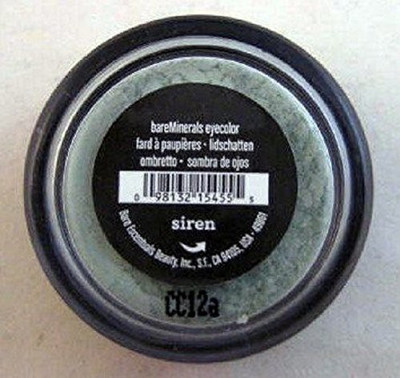 bareMinerals eyecolor
fard à paupières • lidschatten
ombretto • sombra de ojos
0 98132 15455 5
siren
Bare Escentuals Beauty, Inc., S.F., CA 94105, USA • 49061
CC12a